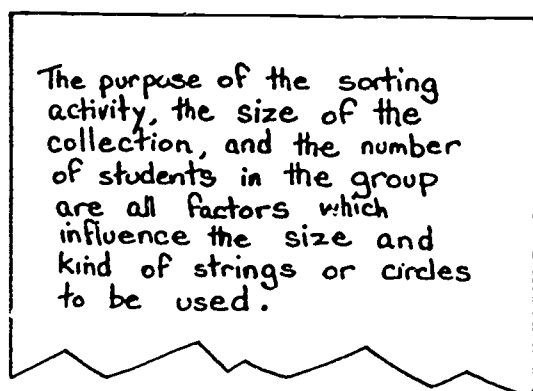 The purpose of the sorting
activity, the size of the
collection, and the number
of students in the group
are all factors which
influence the size and
kind of strings or circles
to be used.